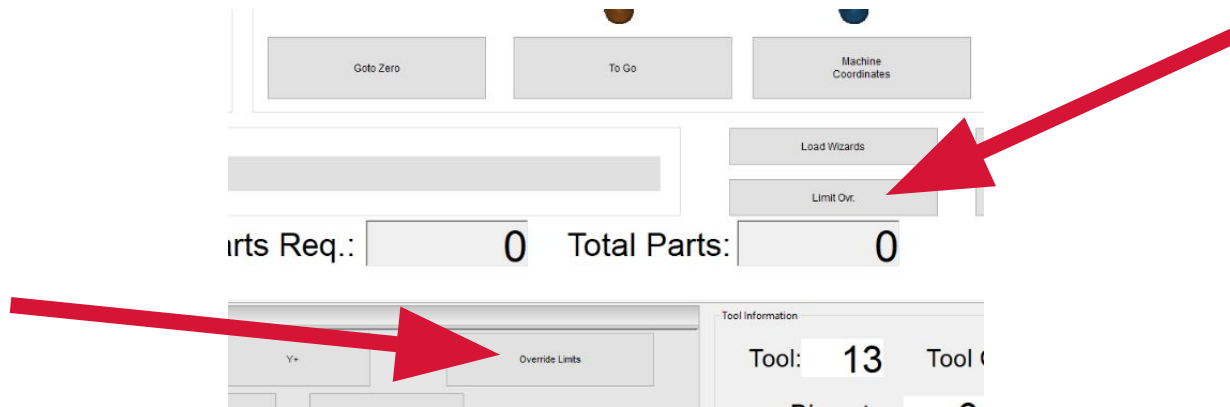 Goto Zero
To Go
Machine
Coordinates
Load Wizards
Limit Ovr.
arts Req.: 0 Total Parts: 0
Tool Information
Y+
Override Limits
Tool: 13 Tool